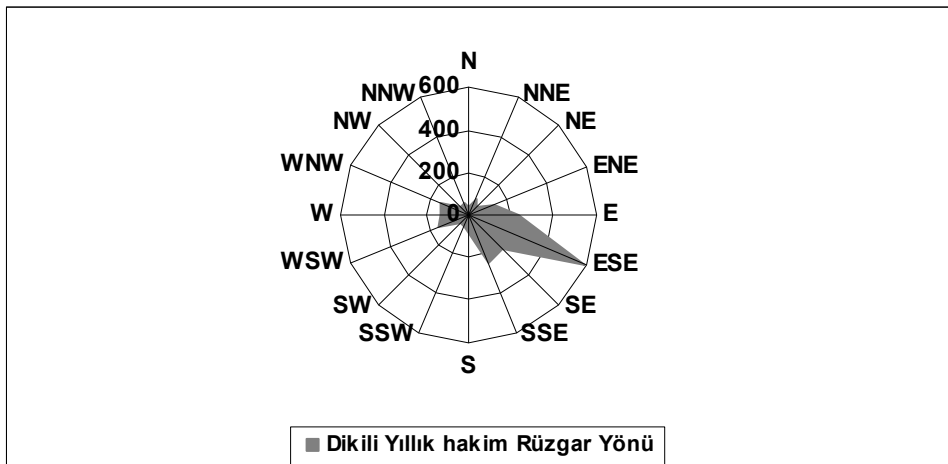 N
600 NNE
NNW
NW 400 NE
WNW 200 ENE
W 0 E
WSW ESE
SW SE
SSW SSE
S
Dikili Yıllık hakim Rüzgar Yönü